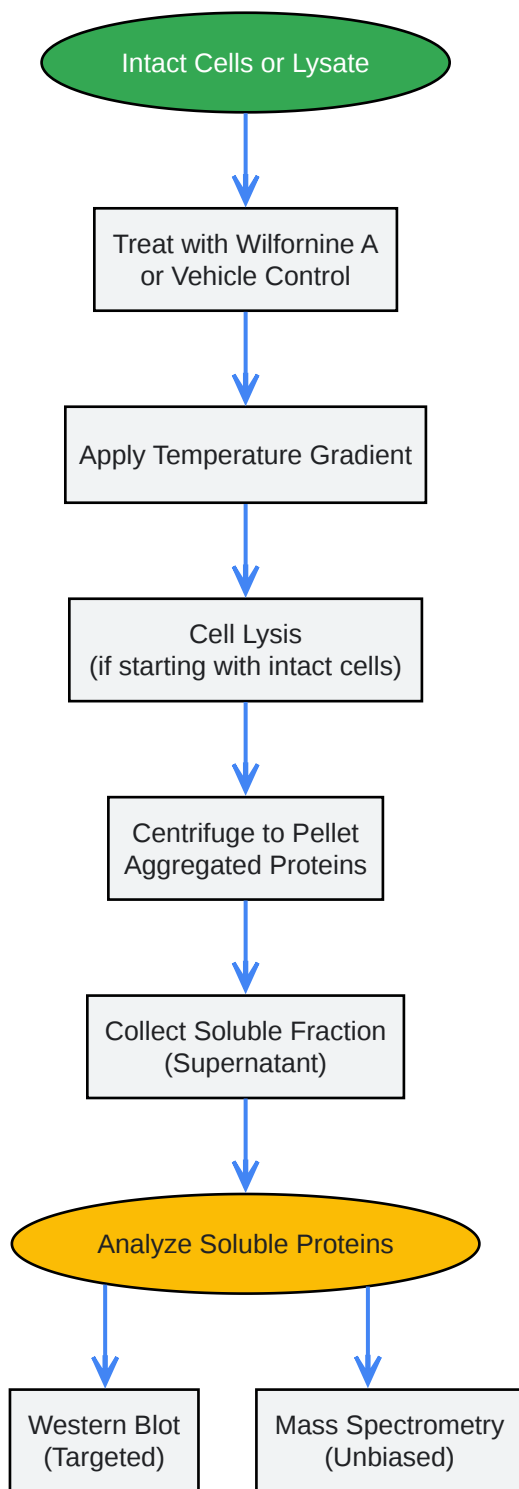 Intact Cells or Lysate
Treat with Wilfornine A
or Vehicle Control
Apply Temperature Gradient
Cell Lysis
(if starting with intact cells)
Centrifuge to Pellet
Aggregated Proteins
Collect Soluble Fraction
(Supernatant)
Analyze Soluble Proteins
Western Blot
(Targeted)
Mass Spectrometry
(Unbiased)